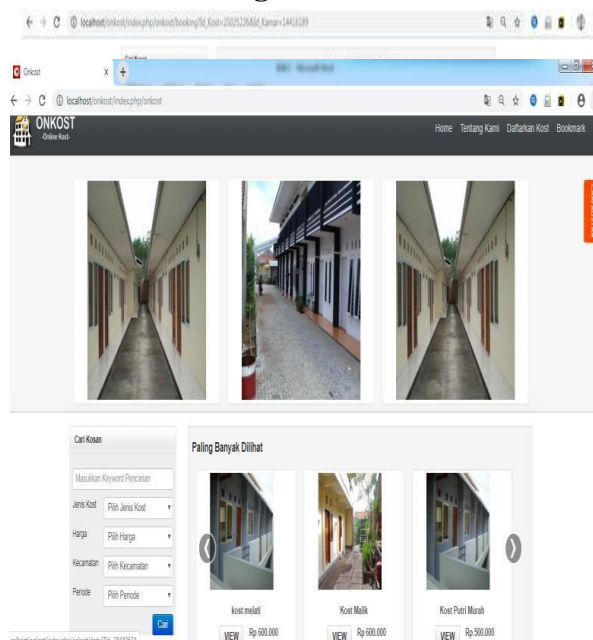 localhost/onkost/index.php/onkost/booking?Id_Kost=25025226&Id_Kamar=14416189
Onkost
localhost/onkost/index.php/onkost
ONKOST
-Online Kost-
Home Tentang Kami Daftarkan Kost Bookmark
Cari Kosan
Paling Banyak Dilihat
Masukkan Keyword Pencarian
Jenis Kost Pilih Jenis Kost
Harga Pilih Harga
Kecamatan Pilih Kecamatan
Periode Pilih Periode
Cari
kost melati Kost Malik Kost Putri Murah
VIEW Rp 600.000 VIEW Rp 600.000 VIEW Rp 500.000